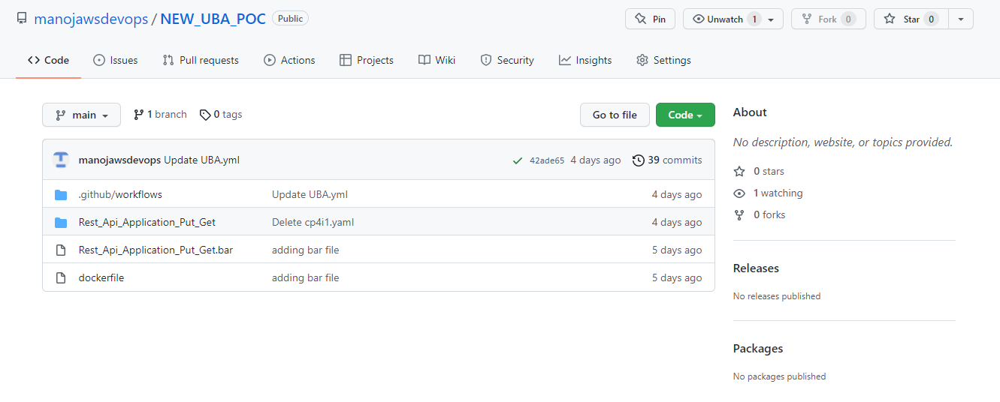 manojawsdevops / NEW_UBA_POC Public Pin Unwatch 1 Fork 0 Star 0
Code Issues Pull requests Actions Projects Wiki Security Insights Settings
main 1 branch 0 tags Go to file Code
manojawsdevops Update UBA.yml 42ade65 4 days ago 39 commits
.github/workflows Update UBA.yml 4 days ago
Rest_Api_Application_Put_Get Delete cp4i1.yaml 4 days ago
Rest_Api_Application_Put_Get.bar adding bar file 5 days ago
dockerfile adding bar file 5 days ago
About
No description, website, or topics provided.
0 stars
1 watching
0 forks
Releases
No releases published
Packages
No packages published